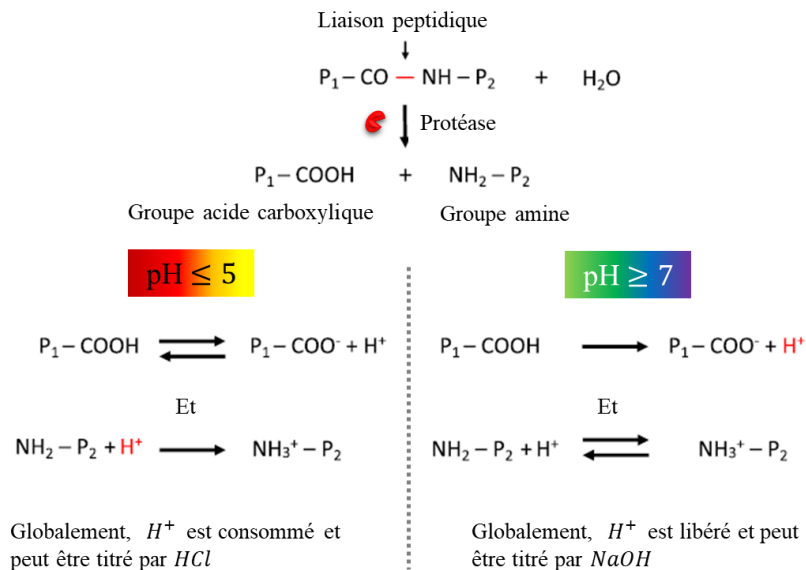 Liaison peptidique
P₁ – CO — NH – P₂ + H₂O
Protéase
P₁ – COOH + NH₂ – P₂
Groupe acide carboxylique Groupe amine
pH ≤ 5
P₁ – COOH ⇌ P₁ – COO⁻ + H⁺
Et
NH₂ – P₂ + H⁺ → NH₃⁺ – P₂
Globalement, H⁺ est consommé et
peut être titré par HCl
pH ≥ 7
P₁ – COOH → P₁ – COO⁻ + H⁺
Et
NH₂ – P₂ + H⁺ ⇌ NH₃⁺ – P₂
Globalement, H⁺ est libéré et peut
être titré par NaOH